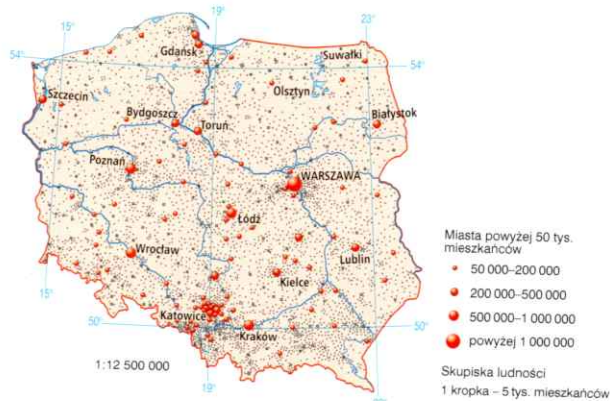 15°
19
23
54°
Gdańsk
Suwałki
54°
Szczecin
Olsztyn
Bydgoszcz
Toruń
Białystok
Poznań
WARSZAWA
Łódź
Wrocław
Lublin
Kielce
15°
Katowice
50°
Kraków
50°
1:12 500 000
19
Miasta powyżej 50 tys.
mieszkańców
50 000–200 000
200 000–500 000
500 000–1 000 000
powyżej 1 000 000
Skupiska ludności
1 kropka – 5 tys. mieszkańców